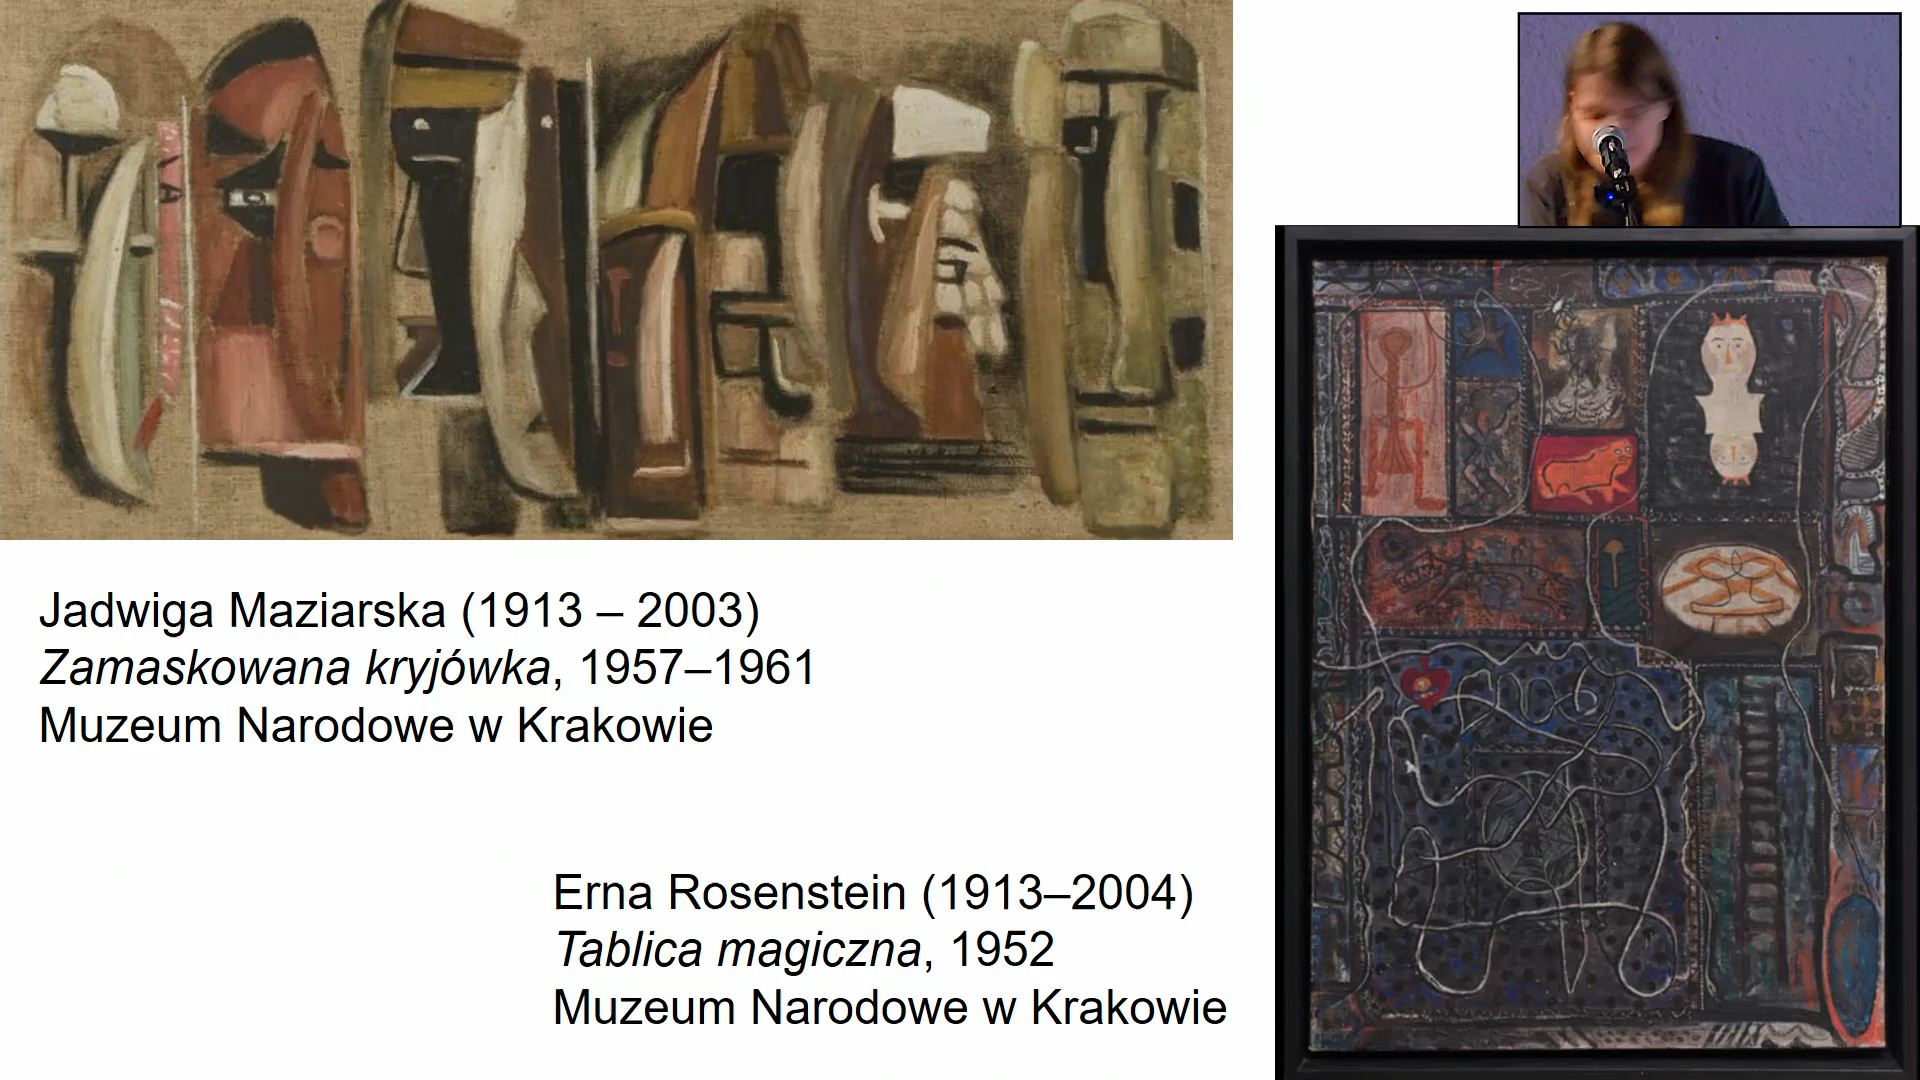 Jadwiga Maziarska (1913 – 2003)
Zamaskowana kryjówka, 1957–1961
Muzeum Narodowe w Krakowie
Erna Rosenstein (1913–2004)
Tablica magiczna, 1952
Muzeum Narodowe w Krakowie